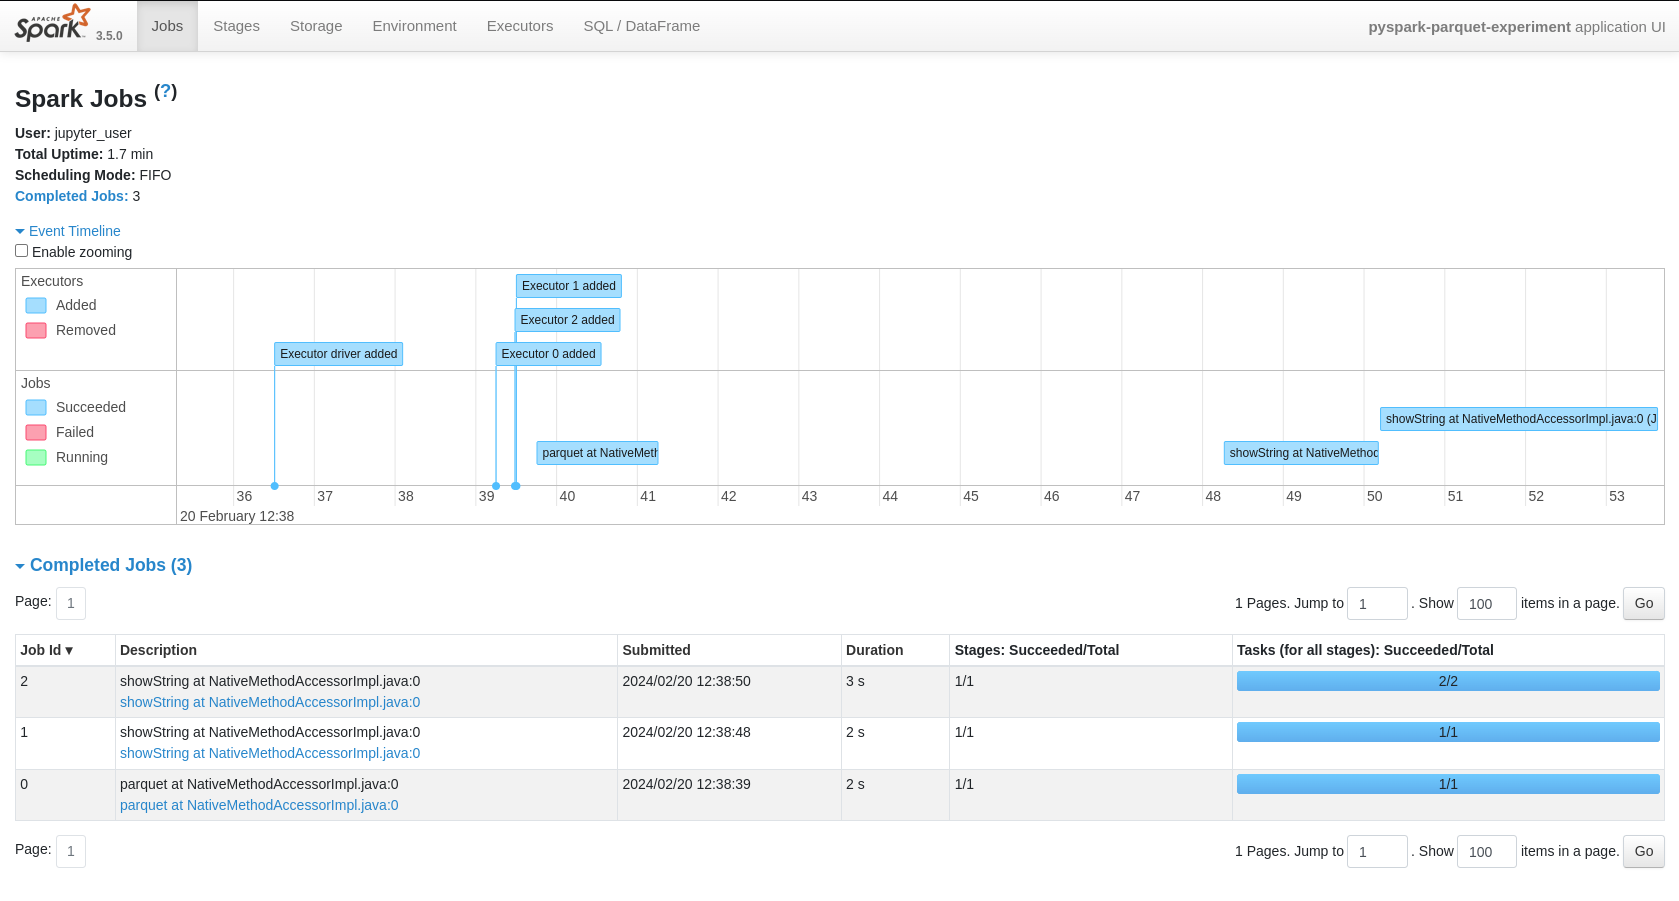 APACHE
Spark 3.5.0 Jobs Stages Storage Environment Executors SQL / DataFrame pyspark-parquet-experiment application UI
Spark Jobs (?)
User: jupyter_user
Total Uptime: 1.7 min
Scheduling Mode: FIFO
Completed Jobs: 3
Event Timeline
Enable zooming
Executors
Added
Removed
Executor 1 added
Executor 2 added
Executor driver added
Executor 0 added
Jobs
Succeeded
Failed
Running
showString at NativeMethodAccessorImpl.java:0 (J
parquet at NativeMeth
showString at NativeMethod
36 37 38 39 40 41 42 43 44 45 46 47 48 49 50 51 52 53
20 February 12:38
Completed Jobs (3)
Page: 1 1 Pages. Jump to 1 . Show 100 items in a page. Go
Job Id ▾ Description Submitted Duration Stages: Succeeded/Total Tasks (for all stages): Succeeded/Total
2 showString at NativeMethodAccessorImpl.java:0 2024/02/20 12:38:50 3 s 1/1 2/2
showString at NativeMethodAccessorImpl.java:0
1 showString at NativeMethodAccessorImpl.java:0 2024/02/20 12:38:48 2 s 1/1 1/1
showString at NativeMethodAccessorImpl.java:0
0 parquet at NativeMethodAccessorImpl.java:0 2024/02/20 12:38:39 2 s 1/1 1/1
parquet at NativeMethodAccessorImpl.java:0
Page: 1 1 Pages. Jump to 1 . Show 100 items in a page. Go